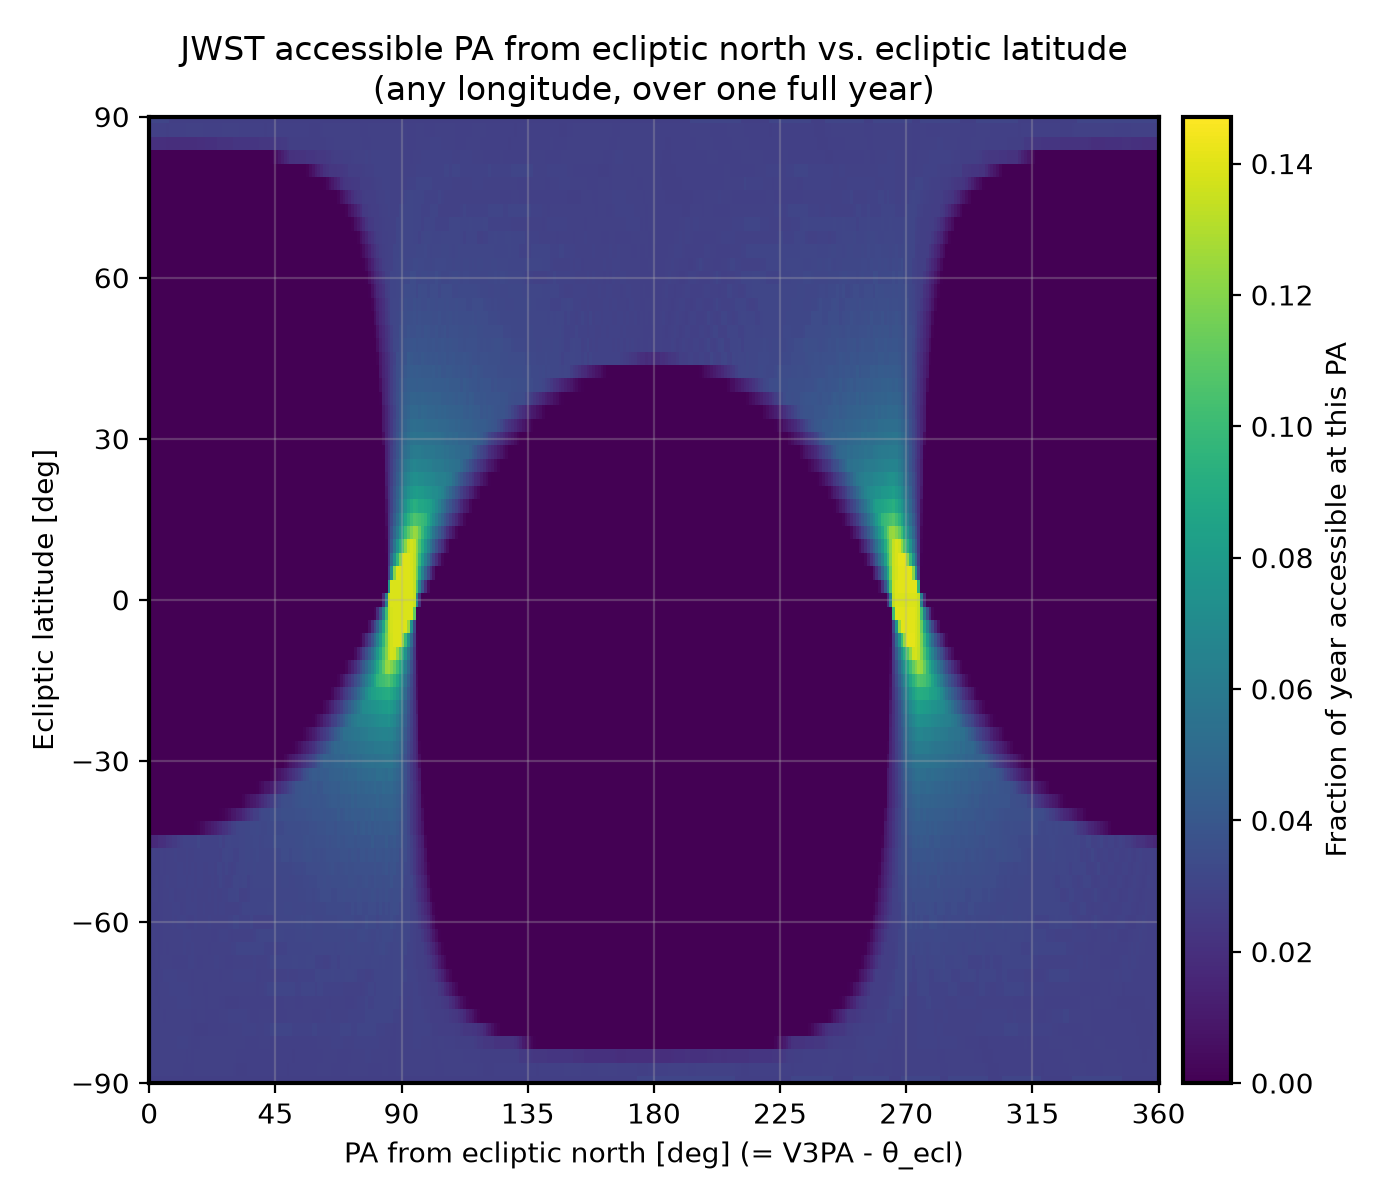 JWST accessible PA from ecliptic north vs. ecliptic latitude
(any longitude, over one full year)
90
60
30
0
−30
−60
−90
Ecliptic latitude [deg]
0 45 90 135 180 225 270 315 360
PA from ecliptic north [deg] (= V3PA - θ_ecl)
0.14
0.12
0.10
0.08
0.06
0.04
0.02
0.00
Fraction of year accessible at this PA